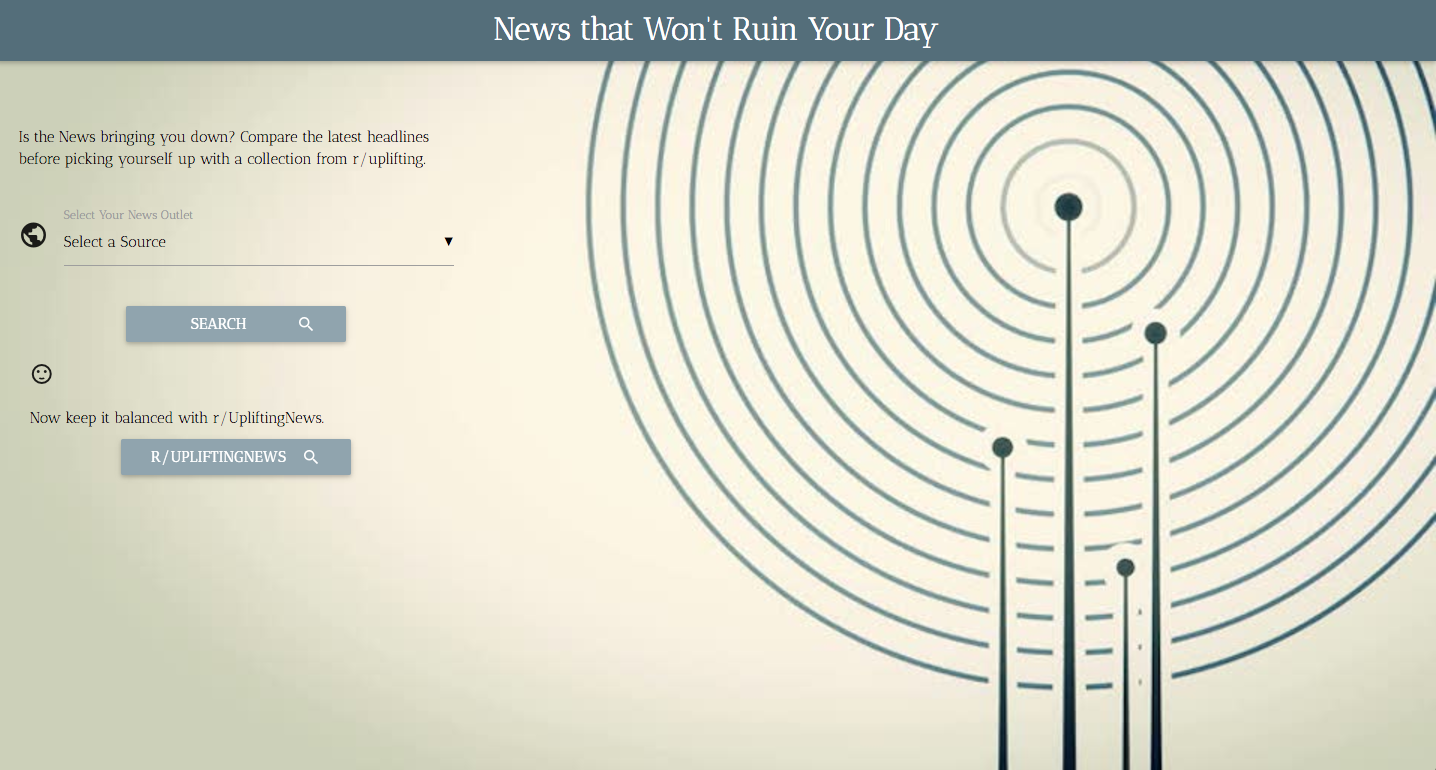 News that Won't Ruin Your Day
Is the News bringing you down? Compare the latest headlines
before picking yourself up with a collection from r/uplifting.
Select Your News Outlet
Select a Source
SEARCH
Now keep it balanced with r/UpliftingNews.
R/UPLIFTINGNEWS